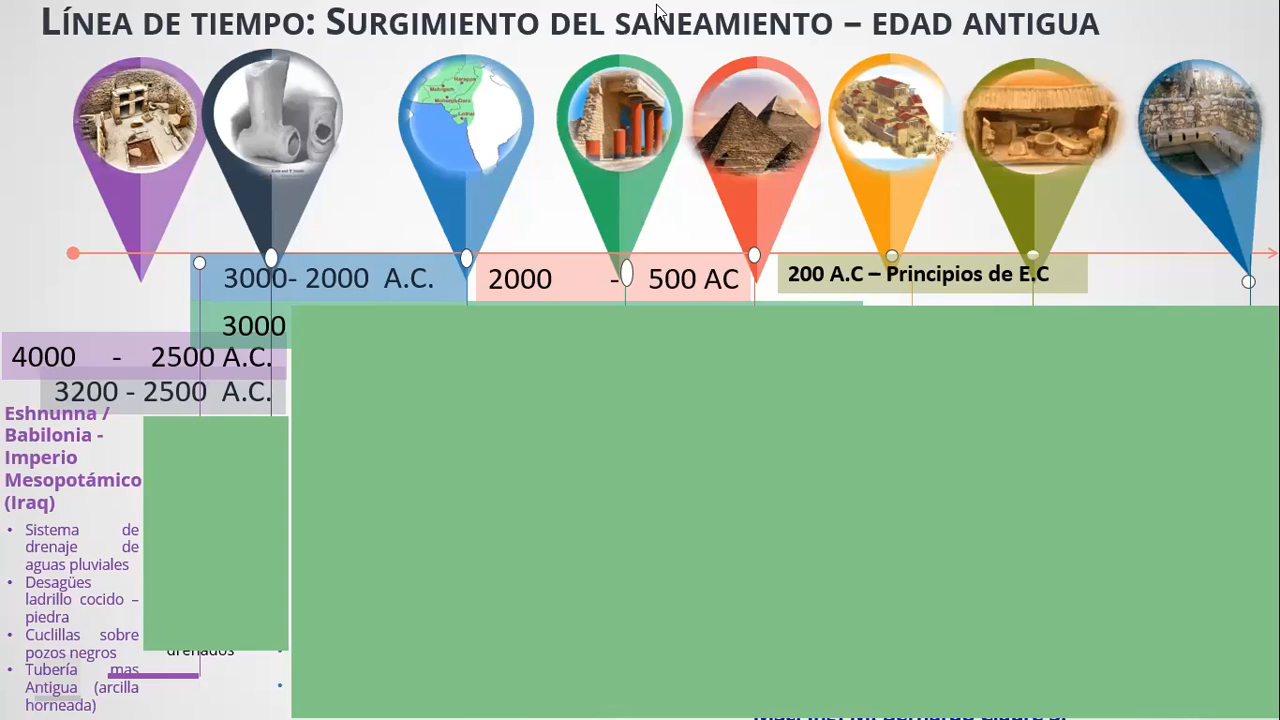 LÍNEA DE TIEMPO: SURGIMIENTO DEL SANEAMIENTO – EDAD ANTIGUA
3000- 2000 A.C.
2000 - 500 AC
200 A.C – Principios de E.C
3000
4000 - 2500 A.C.
3200 - 2500 A.C.
Eshnunna /
Babilonia -
Imperio
Mesopotámico
(Iraq)
• Sistema de
drenaje de
aguas pluviales
• Desagües
ladrillo cocido –
piedra
• Cuclillas sobre
pozos negros
• Tubería mas
Antigua (arcilla
horneada)
drenados